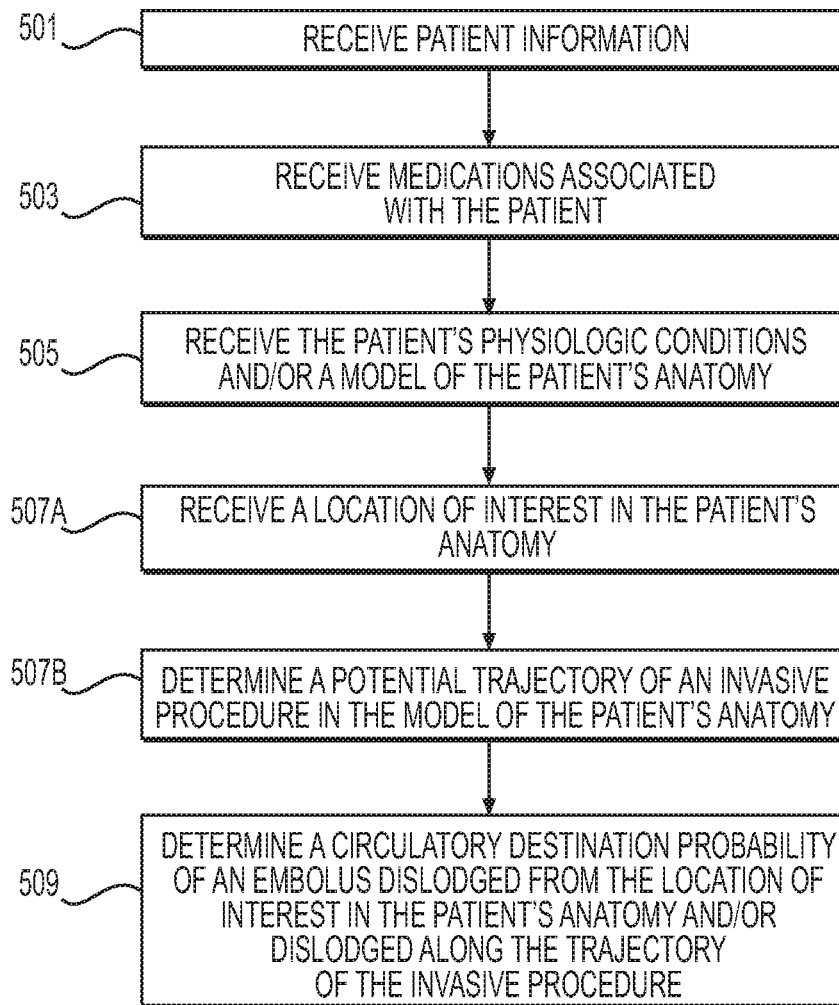 501
RECEIVE PATIENT INFORMATION
503
RECEIVE MEDICATIONS ASSOCIATED
WITH THE PATIENT
505
RECEIVE THE PATIENT'S PHYSIOLOGIC CONDITIONS
AND/OR A MODEL OF THE PATIENT'S ANATOMY
507A
RECEIVE A LOCATION OF INTEREST IN THE PATIENT'S
ANATOMY
507B
DETERMINE A POTENTIAL TRAJECTORY OF AN INVASIVE
PROCEDURE IN THE MODEL OF THE PATIENT'S ANATOMY
509
DETERMINE A CIRCULATORY DESTINATION PROBABILITY
OF AN EMBOLUS DISLODGED FROM THE LOCATION OF
INTEREST IN THE PATIENT'S ANATOMY AND/OR
DISLODGED ALONG THE TRAJECTORY
OF THE INVASIVE PROCEDURE